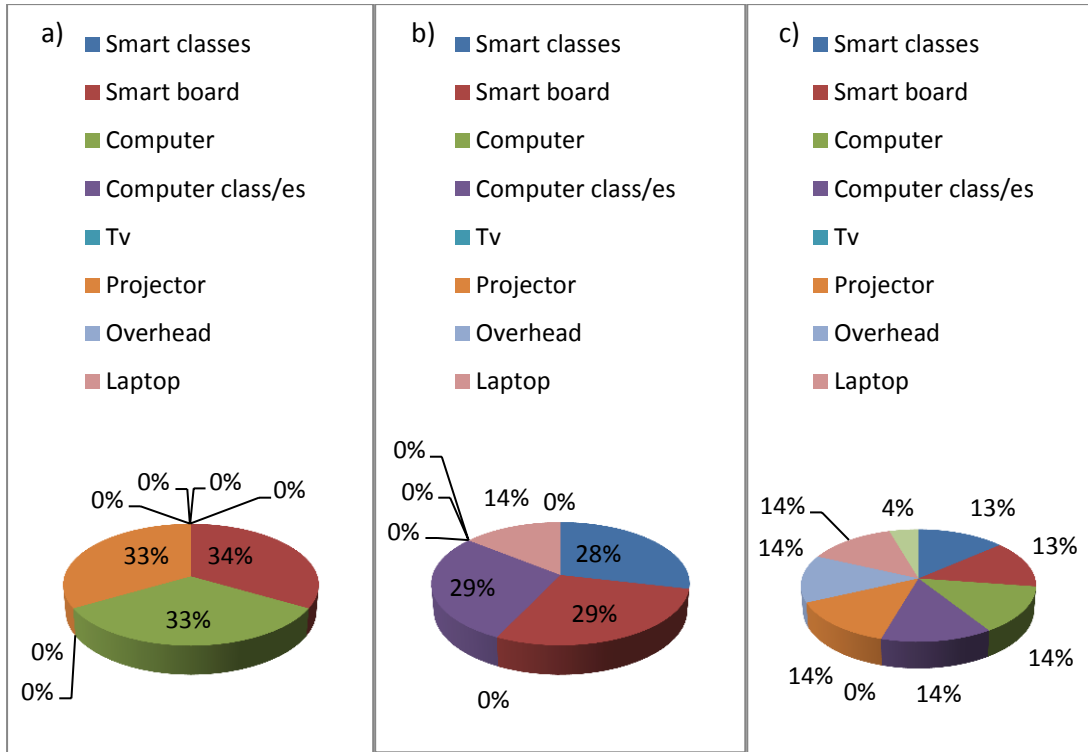 a)
Smart classes
Smart board
Computer
Computer class/es
Tv
Projector
Overhead
Laptop
0%
0%
0%
0%
33%
34%
33%
0%
0%
b)
Smart classes
Smart board
Computer
Computer class/es
Tv
Projector
Overhead
Laptop
0%
0%
0%
14%
0%
28%
29%
29%
0%
c)
Smart classes
Smart board
Computer
Computer class/es
Tv
Projector
Overhead
Laptop
14%
4%
13%
14%
13%
14%
14%
0%
14%